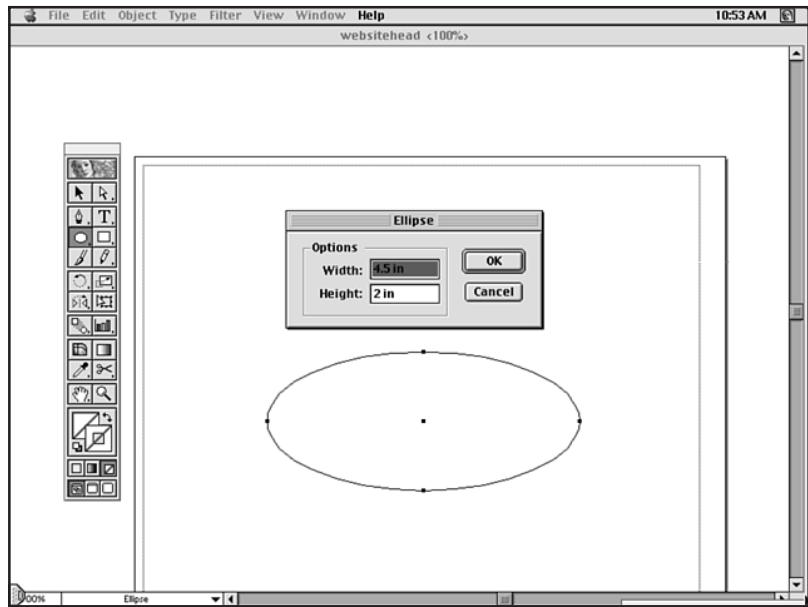 File Edit Object Type Filter View Window Help 10:53 AM
websitehead <100%>
T
Ellipse
Options
Width: 4.5 in
OK
Height: 2 in
Cancel
00% Ellipse